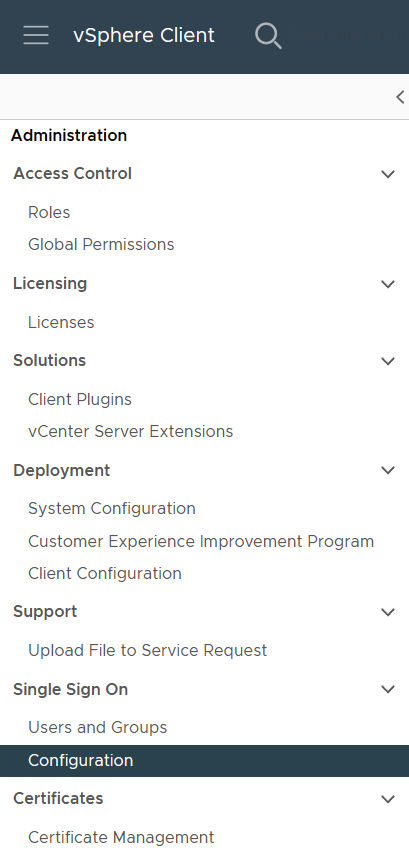 vSphere Client
Administration
Access Control
Roles
Global Permissions
Licensing
Licenses
Solutions
Client Plugins
vCenter Server Extensions
Deployment
System Configuration
Customer Experience Improvement Program
Client Configuration
Support
Upload File to Service Request
Single Sign On
Users and Groups
Configuration
Certificates
Certificate Management